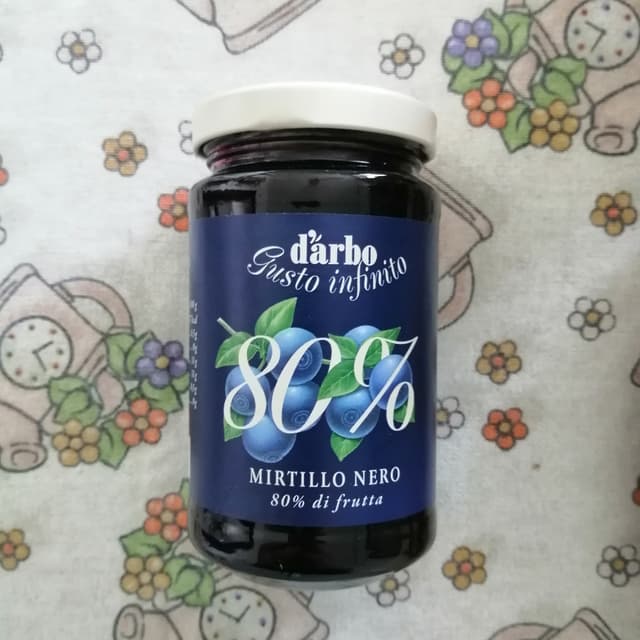 d'arbo
Gusto infinito
80%
MIRTILLO NERO
80% di frutta